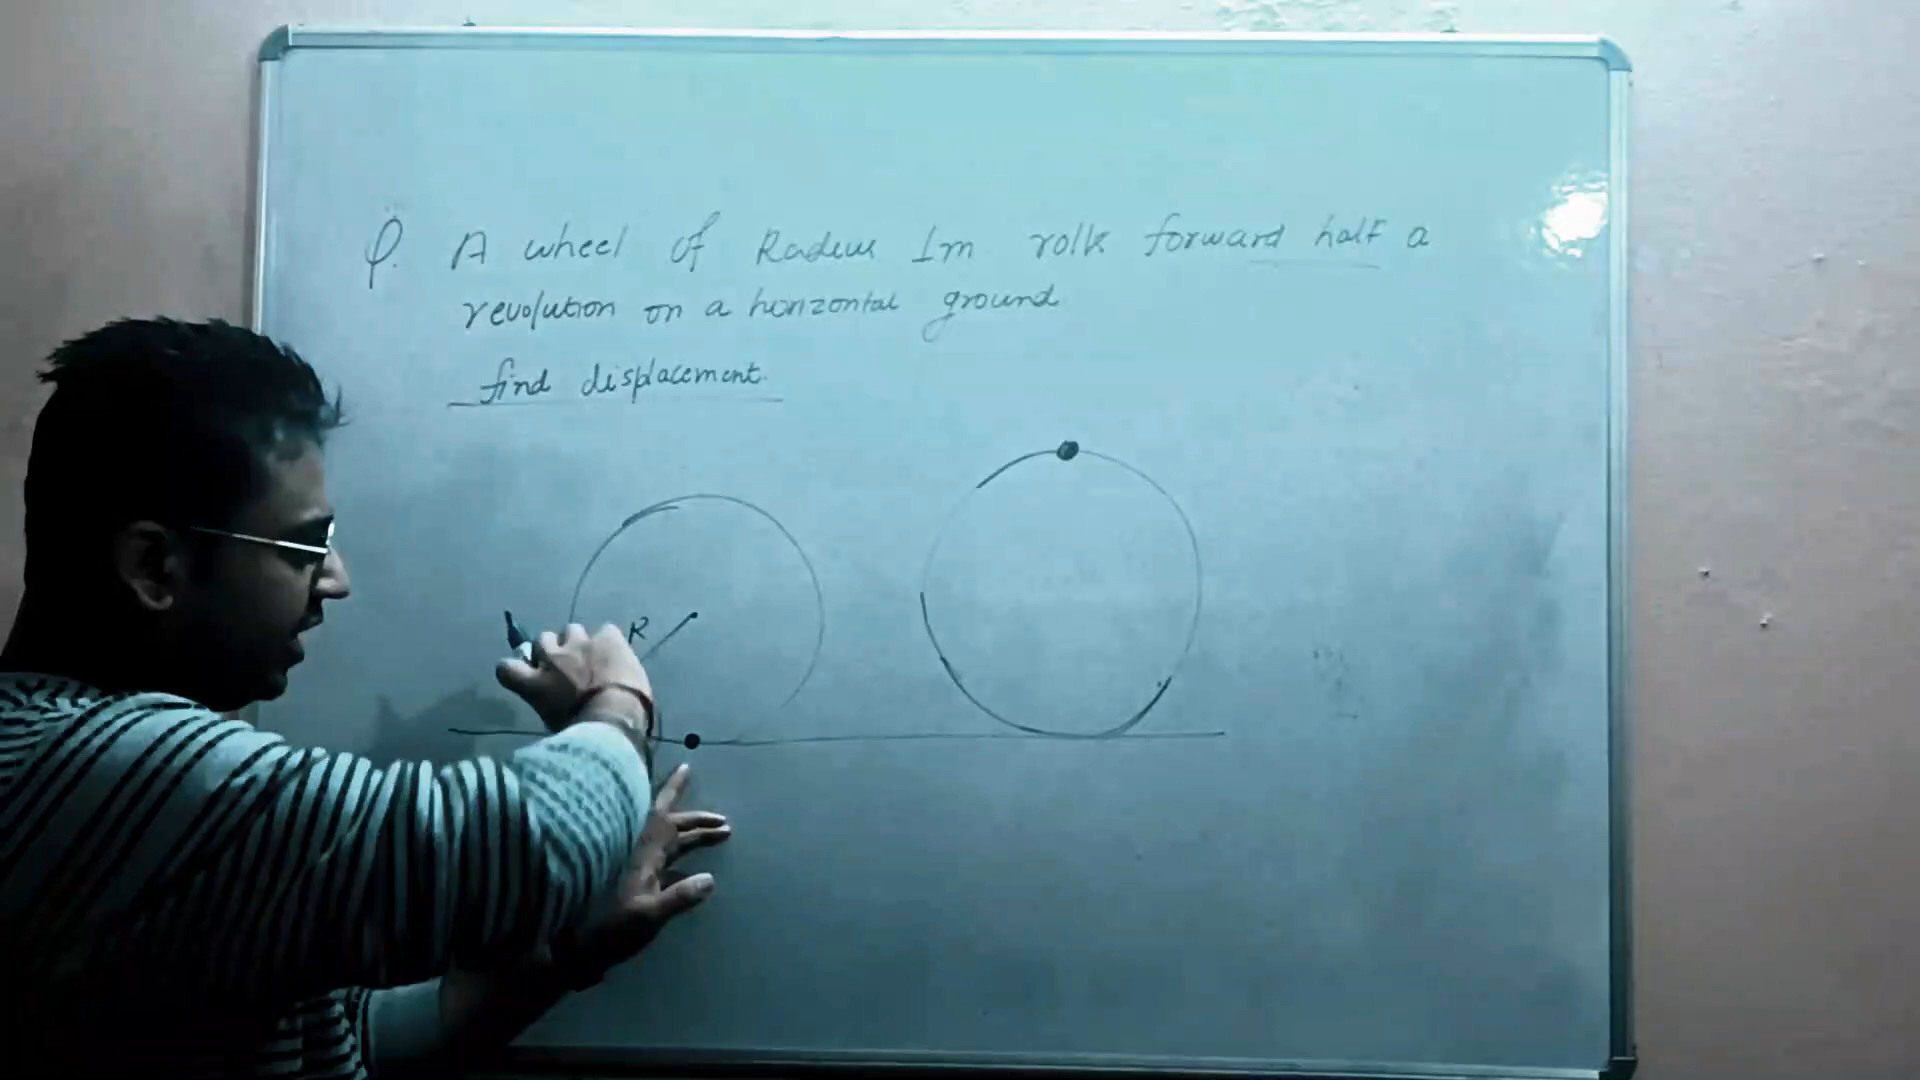 Q. A wheel of Radius 1m rolls forward half a
revolution on a horizontal ground
find displacement.
R